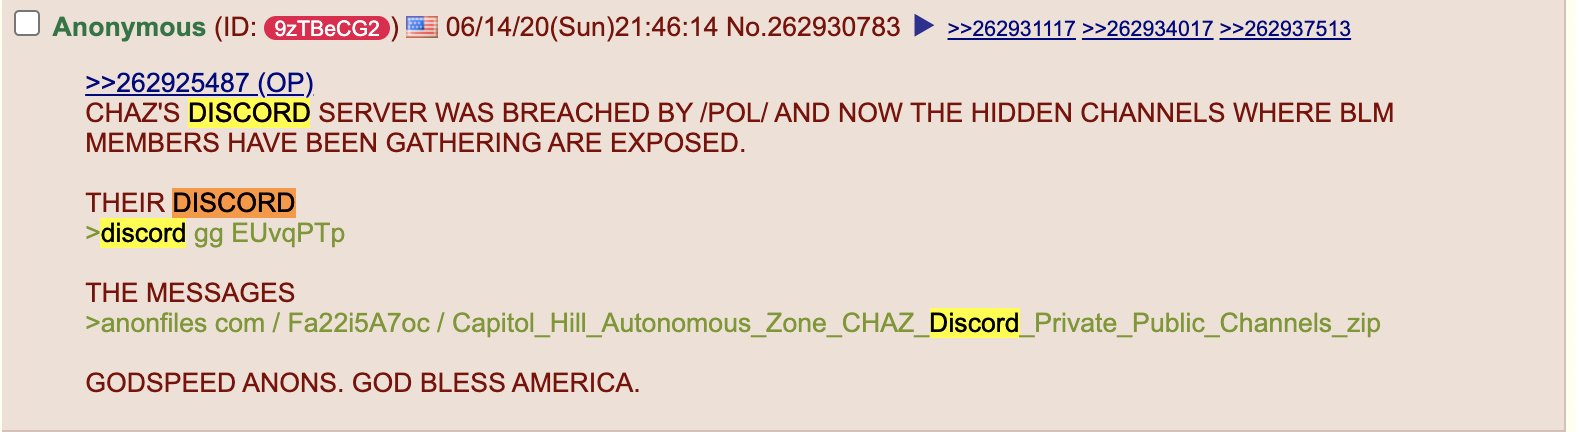 Anonymous (ID: 9zTBeCG2) 06/14/20(Sun)21:46:14 No.262930783 ▶ >>262931117 >>262934017 >>262937513
>>262925487 (OP)
CHAZ'S DISCORD SERVER WAS BREACHED BY /POL/ AND NOW THE HIDDEN CHANNELS WHERE BLM
MEMBERS HAVE BEEN GATHERING ARE EXPOSED.
THEIR DISCORD
>discord gg EUvqPTp
THE MESSAGES
>anonfiles com / Fa22i5A7oc / Capitol_Hill_Autonomous_Zone_CHAZ_Discord_Private_Public_Channels_zip
GODSPEED ANONS. GOD BLESS AMERICA.